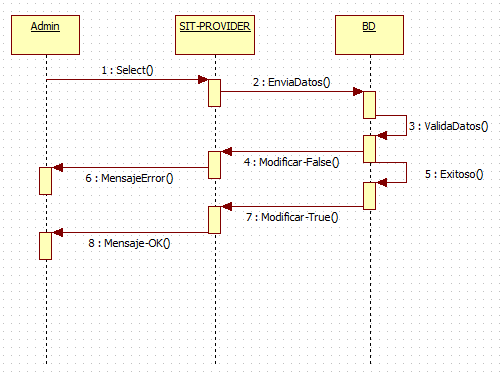 Admin
SIT-PROVIDER
BD
1 : Select()
2 : EnviaDatos()
3 : ValidaDatos()
4 : Modificar-False()
6 : MensajeError()
5 : Exitoso()
7 : Modificar-True()
8 : Mensaje-OK()